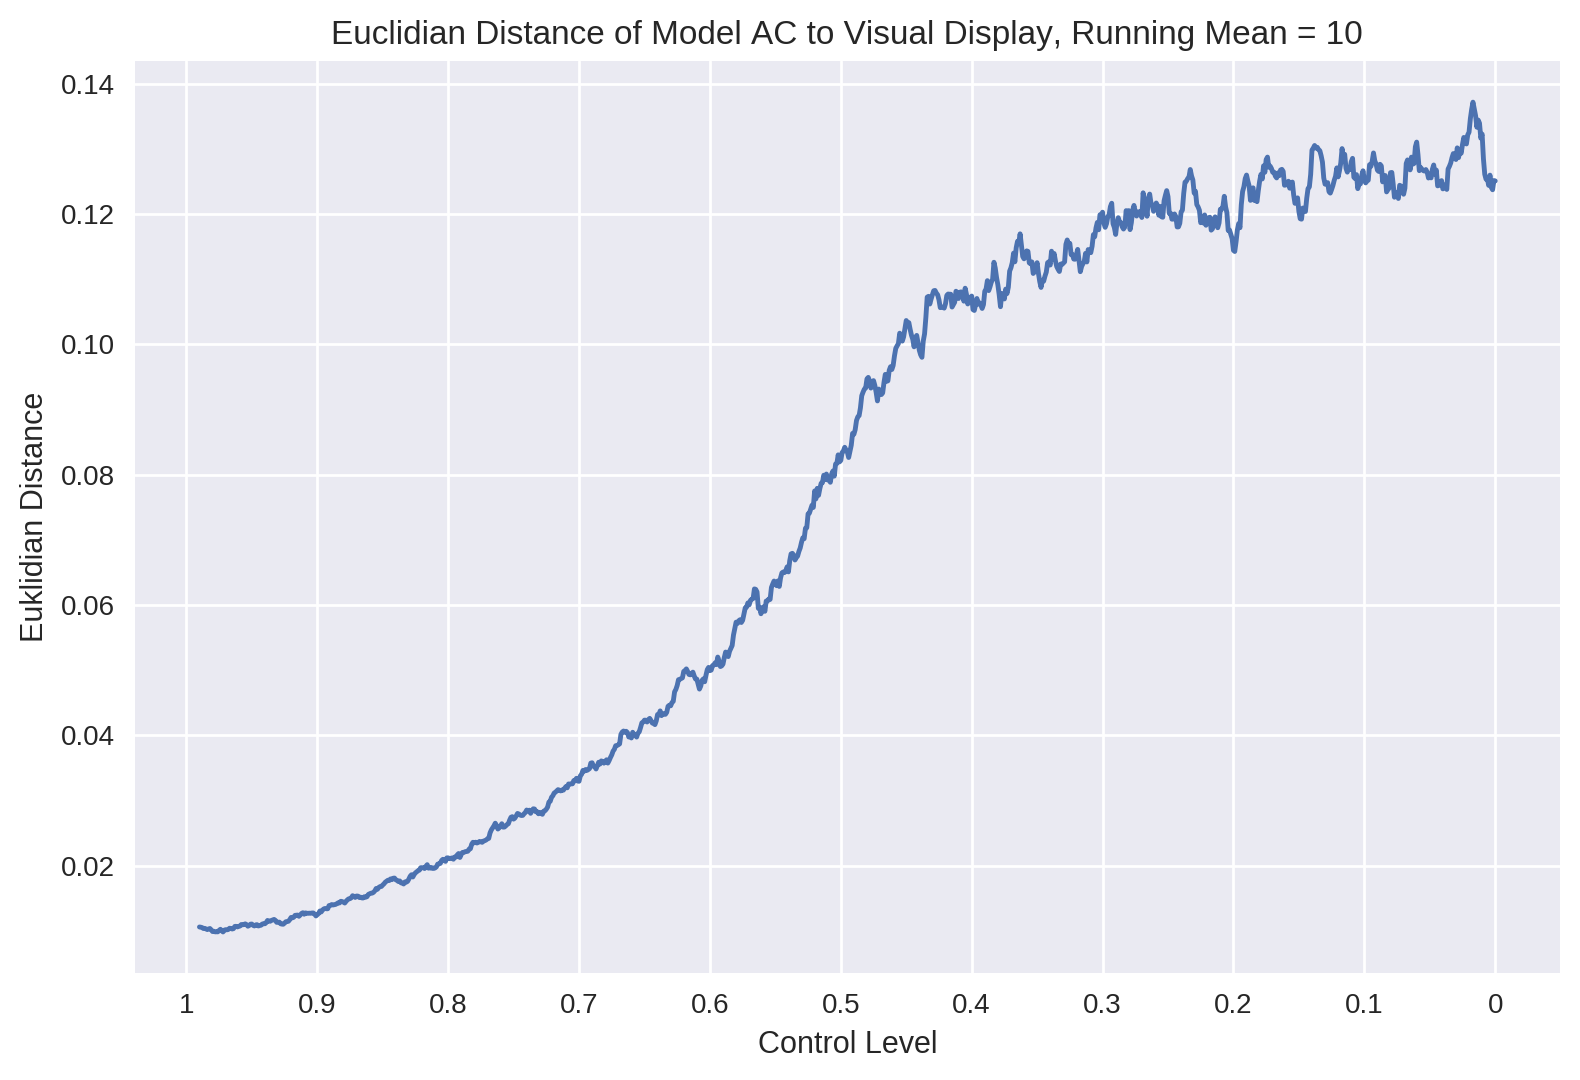 Euclidian Distance of Model AC to Visual Display, Running Mean = 10
0.14
0.12
0.10
0.08
0.06
0.04
0.02
Euklidian Distance
1 0.9 0.8 0.7 0.6 0.5 0.4 0.3 0.2 0.1 0
Control Level